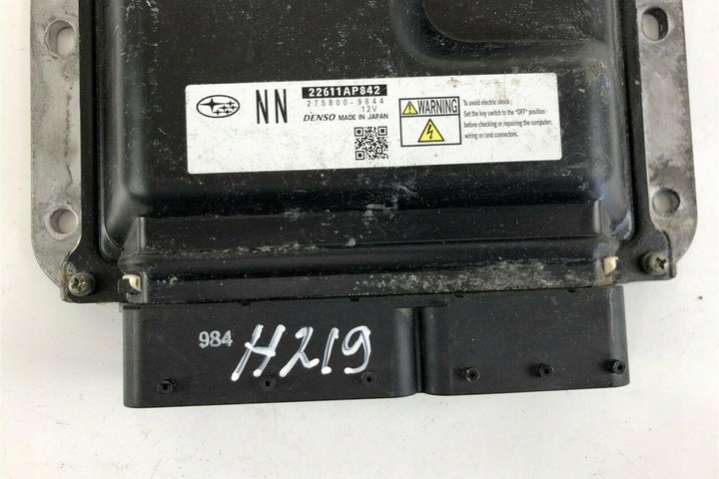 NN
22611AP842
275800-9844
12V
DENSO MADE IN JAPAN
WARNING
To avoid electric shock :
Set the key switch to the "OFF" position
before checking or repairing the computer,
wiring or/and connectors.
984
H219